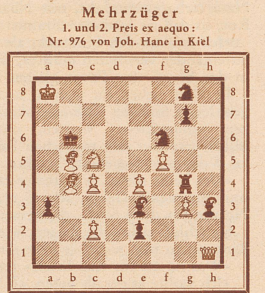 Mehrzüger
1. und 2. Preis ex aequo:
Nr. 976 von Joh. Hane in Kiel
a b c d e f g h
8 8
7 7
6 6
5 5
4 4
3 3
2 2
1 1
a b c d e f g h